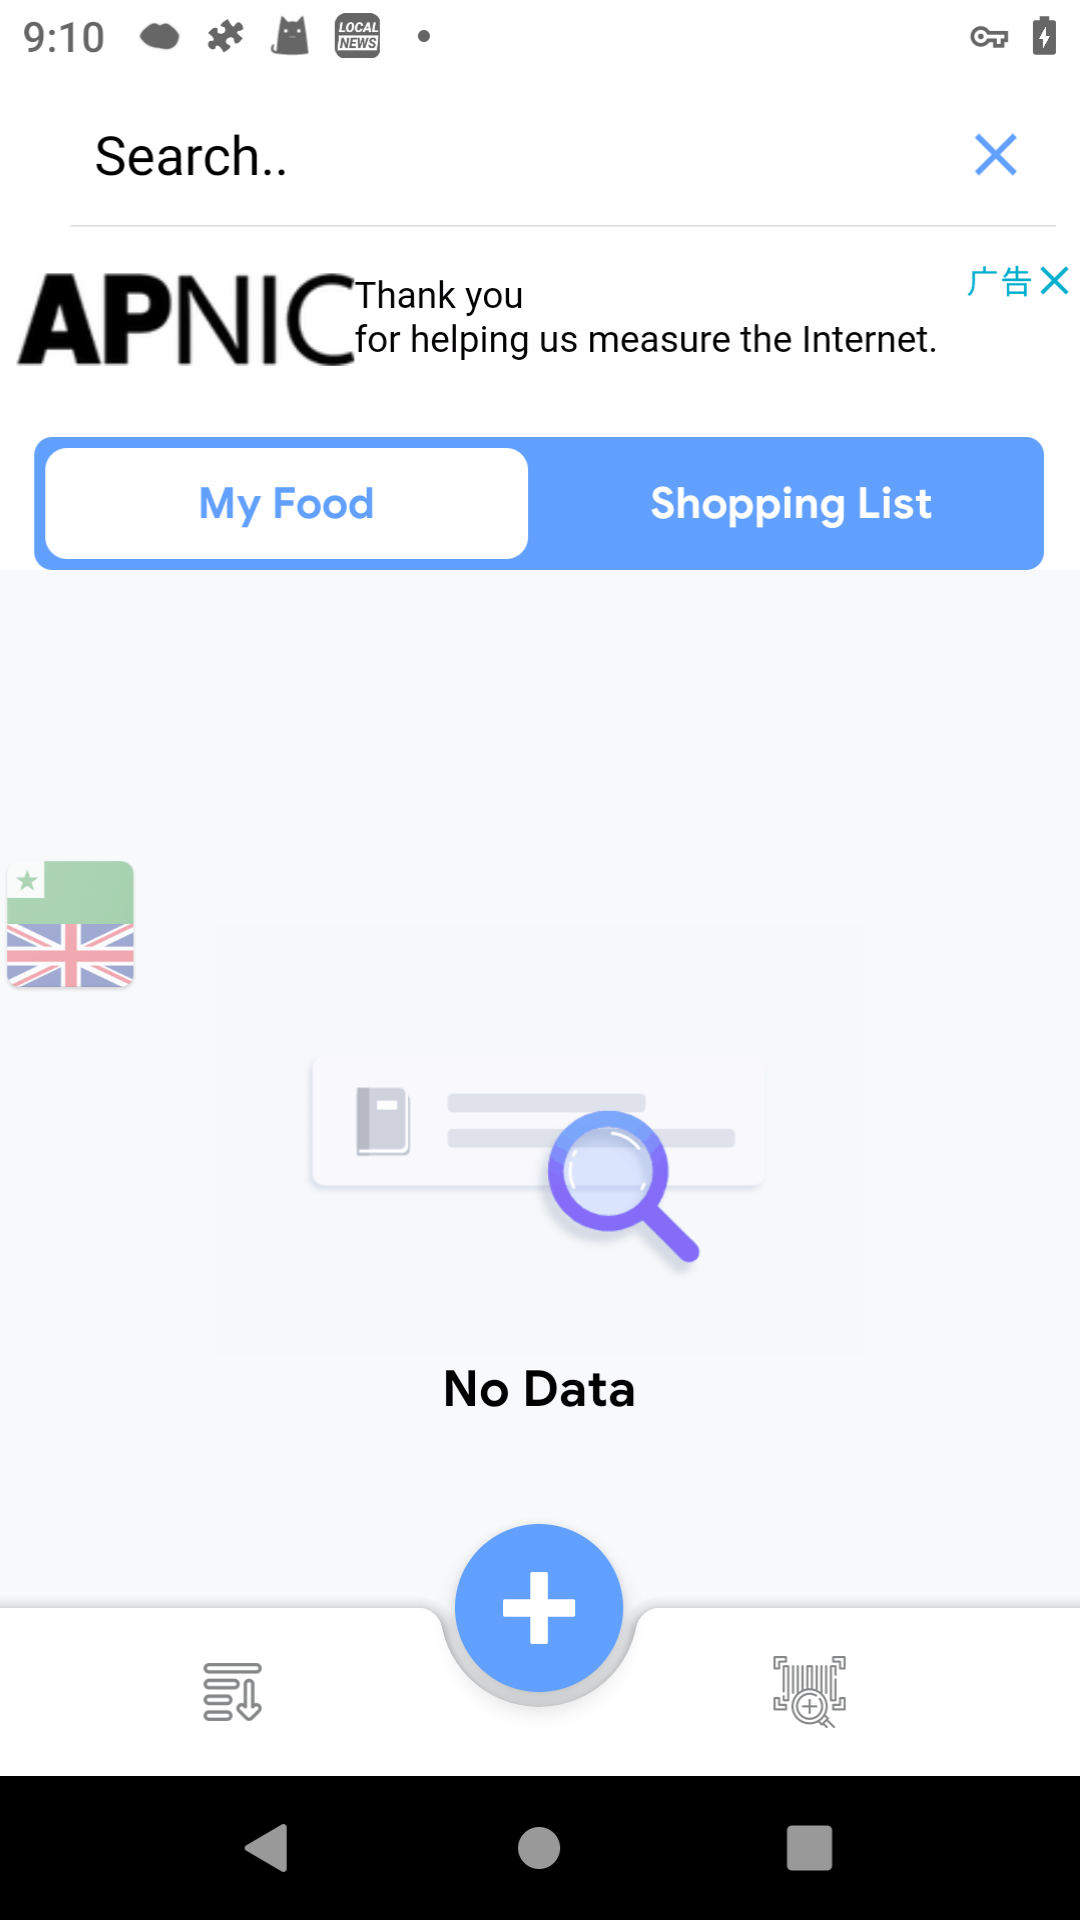 9:10
LOCAL
NEWS
Search..
APNIC
Thank you
for helping us measure the Internet.
广告
My Food
Shopping List
No Data